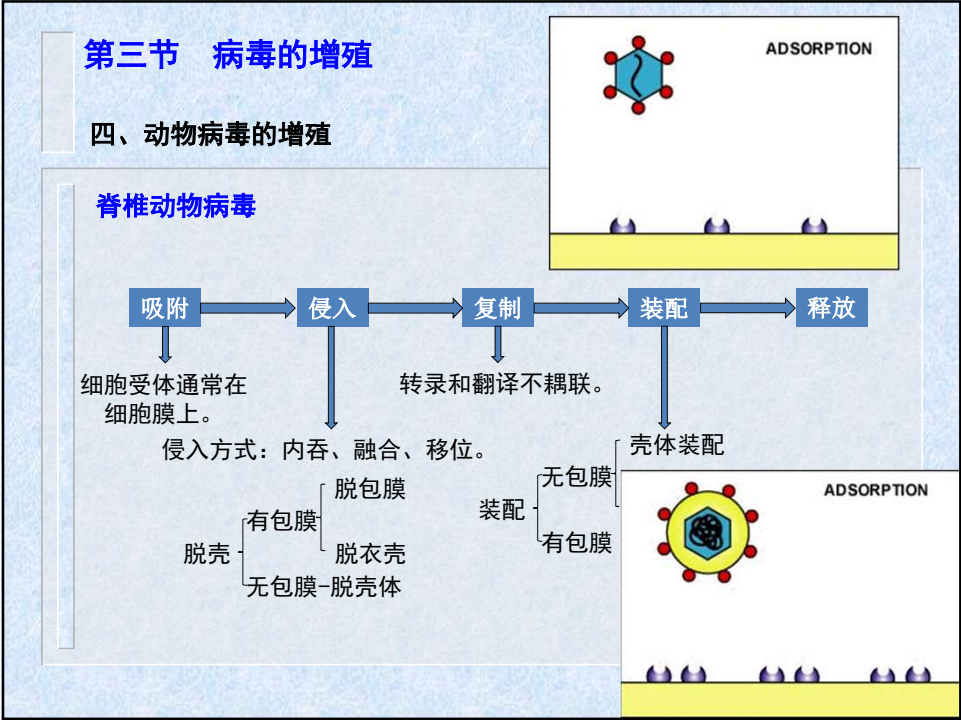 第三节 病毒的增殖
ADSORPTION
四、动物病毒的增殖
脊椎动物病毒
吸附
侵入
复制
装配
释放
细胞受体通常在
细胞膜上。
转录和翻译不耦联。
侵入方式：内吞、融合、移位。
脱壳
有包膜
脱包膜
脱衣壳
无包膜-脱壳体
装配
无包膜
壳体装配
有包膜
ADSORPTION